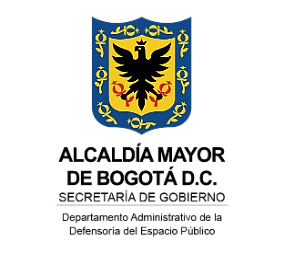 ALCALDÍA MAYOR
DE BOGOTÁ D.C.
SECRETARÍA DE GOBIERNO
Departamento Administrativo de la
Defensoría del Espacio Público